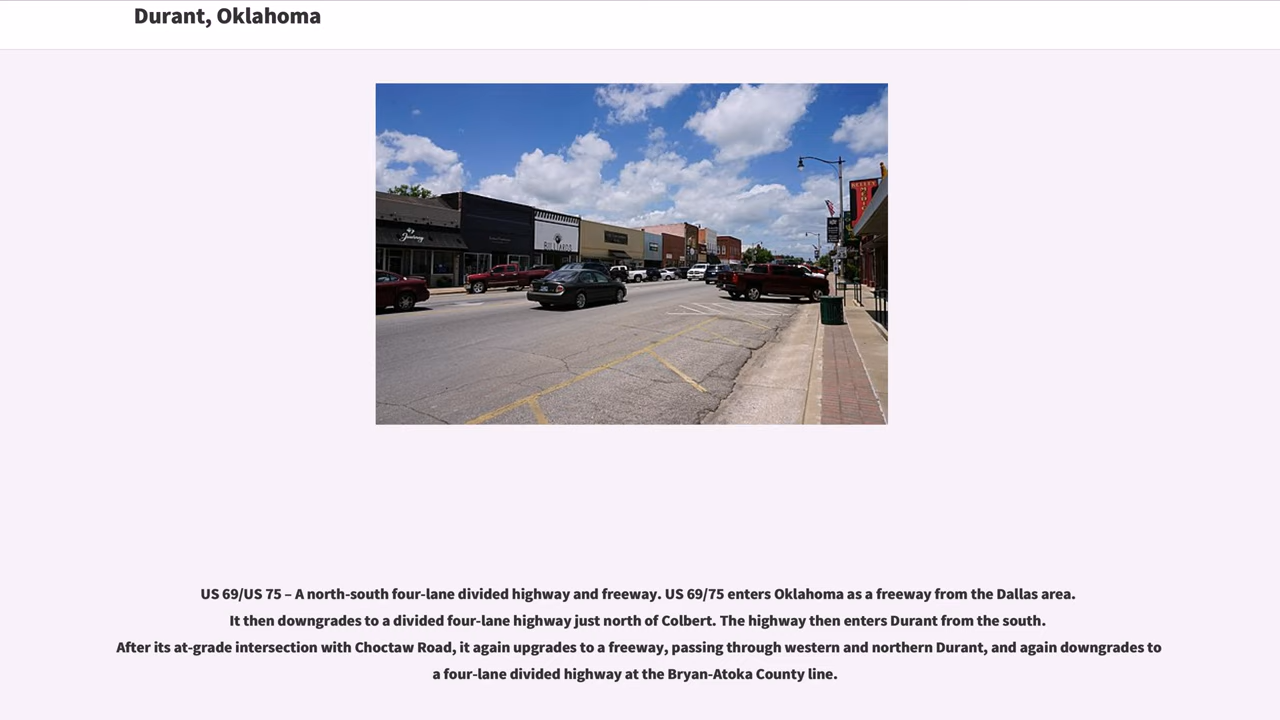 Durant, Oklahoma
Journey
BILLIARDS
US 69/US 75 – A north-south four-lane divided highway and freeway. US 69/75 enters Oklahoma as a freeway from the Dallas area.
It then downgrades to a divided four-lane highway just north of Colbert. The highway then enters Durant from the south.
After its at-grade intersection with Choctaw Road, it again upgrades to a freeway, passing through western and northern Durant, and again downgrades to
a four-lane divided highway at the Bryan-Atoka County line.